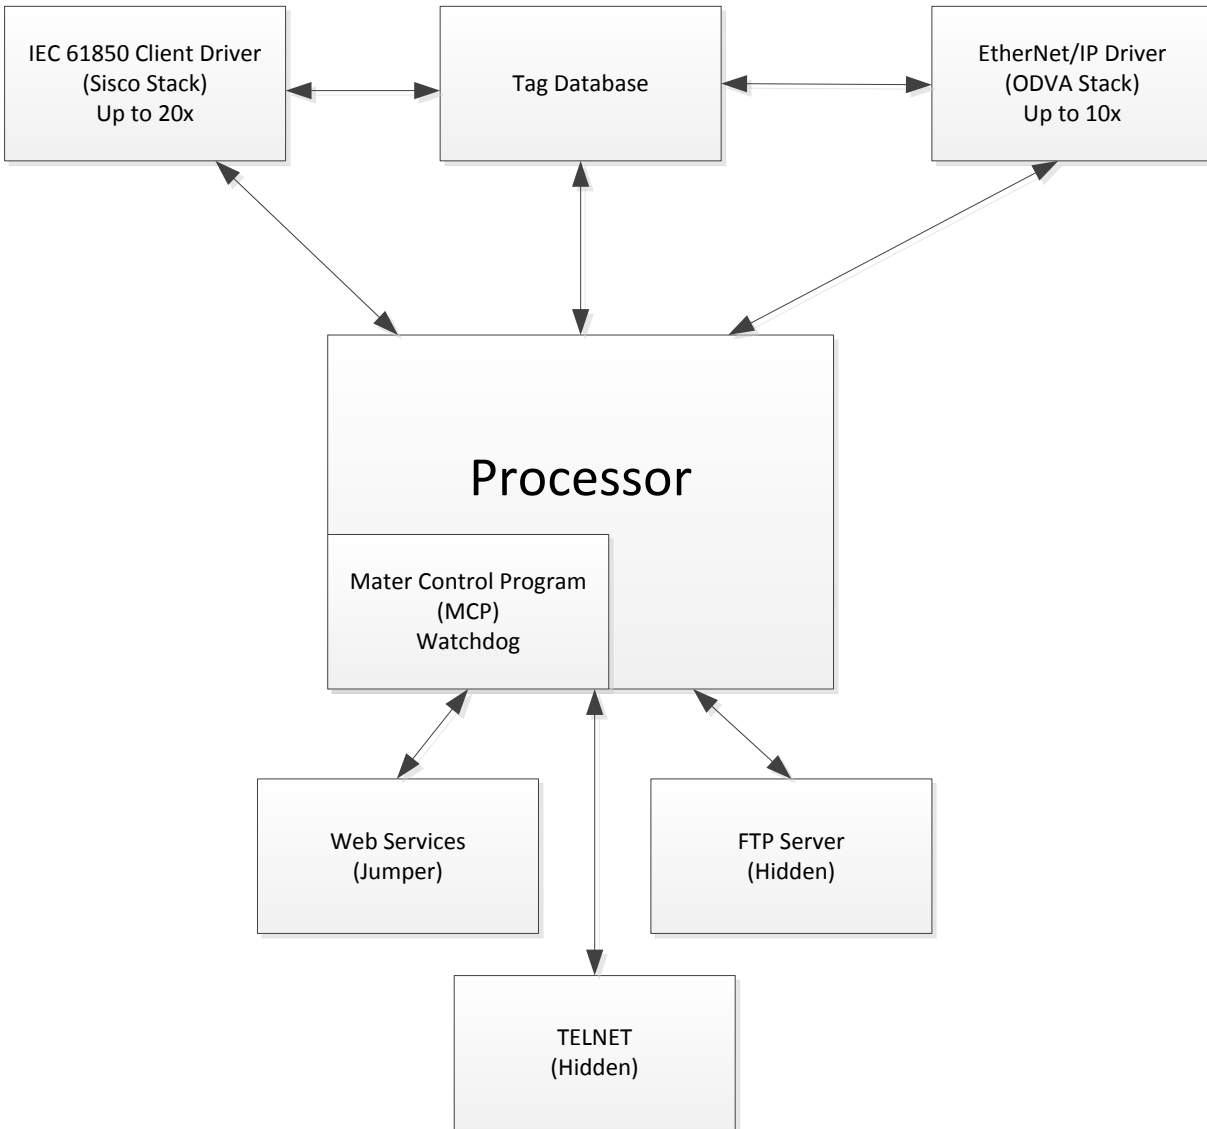 IEC 61850 Client Driver
(Sisco Stack)
Up to 20x
Tag Database
EtherNet/IP Driver
(ODVA Stack)
Up to 10x
Processor
Mater Control Program
(MCP)
Watchdog
Web Services
(Jumper)
FTP Server
(Hidden)
TELNET
(Hidden)